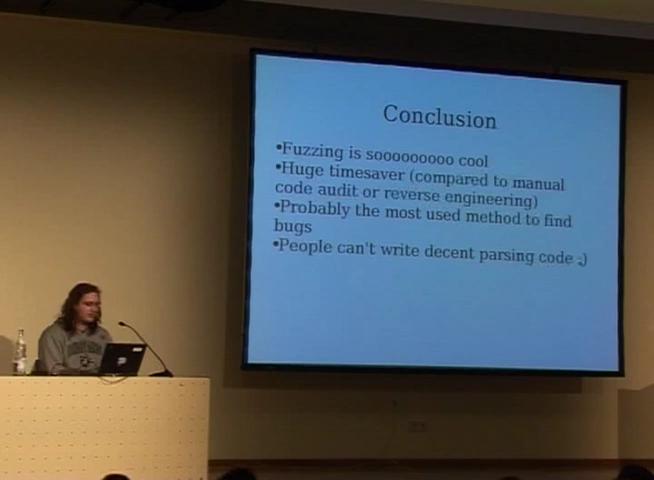 Conclusion
•Fuzzing is sooooooooo cool
•Huge timesaver (compared to manual
code audit or reverse engineering)
•Probably the most used method to find
bugs
•People can't write decent parsing code ;)